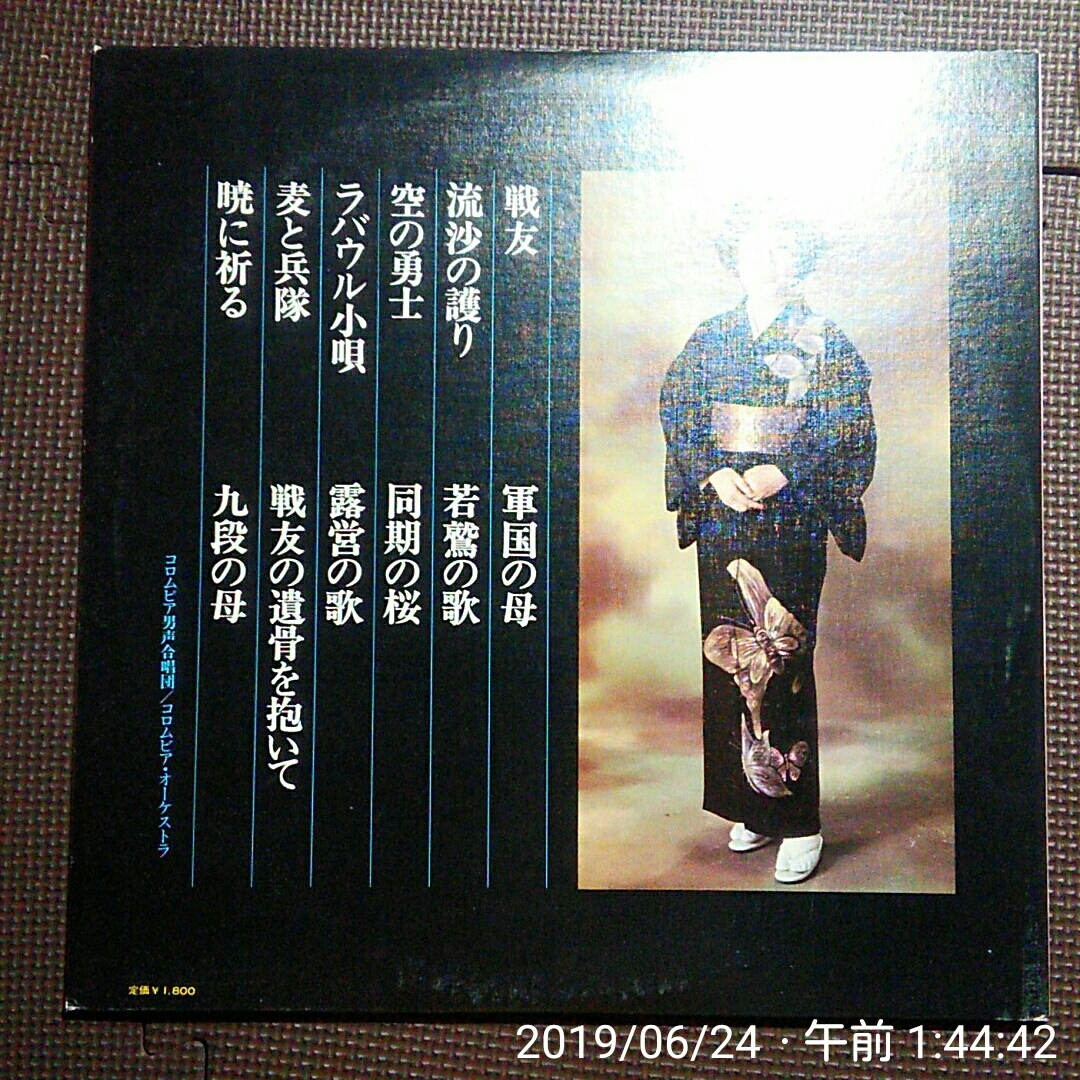 戦友
軍国の母
流沙の護り
若鷲の歌
空の勇士
同期の桜
ラバウル小唄
露営の歌
麦と兵隊
戦友の遺骨を抱いて
暁に祈る
九段の母
コロムビア男声合唱団／コロムビア・オーケストラ
定価¥1,800
2019/06/24・午前 1:44:42